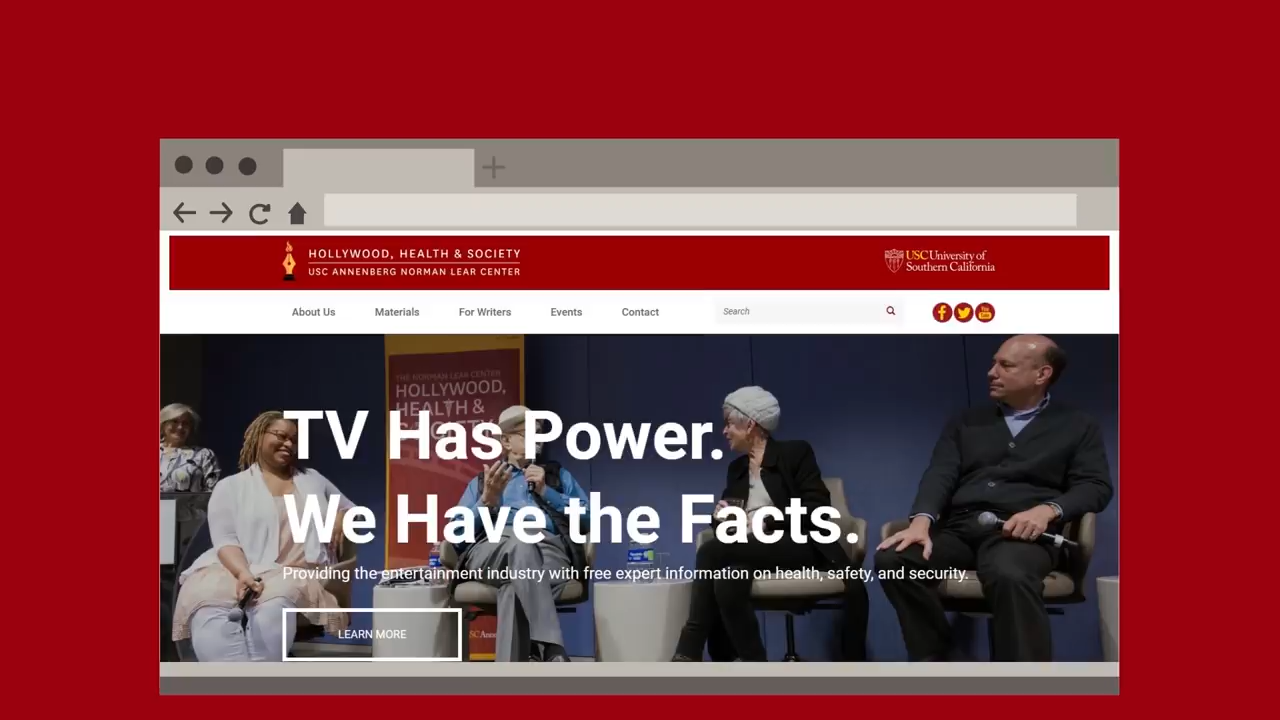 HOLLYWOOD, HEALTH & SOCIETY
USC ANNENBERG NORMAN LEAR CENTER
USC University of
Southern California
About Us
Materials
For Writers
Events
Contact
Search
You
Tube
THE NORMAN LEAR CENTER
HOLLYWOOD,
HEALTH &
TV Has Power.
We Have the Facts.
Providing the entertainment industry with free expert information on health, safety, and security.
LEARN MORE